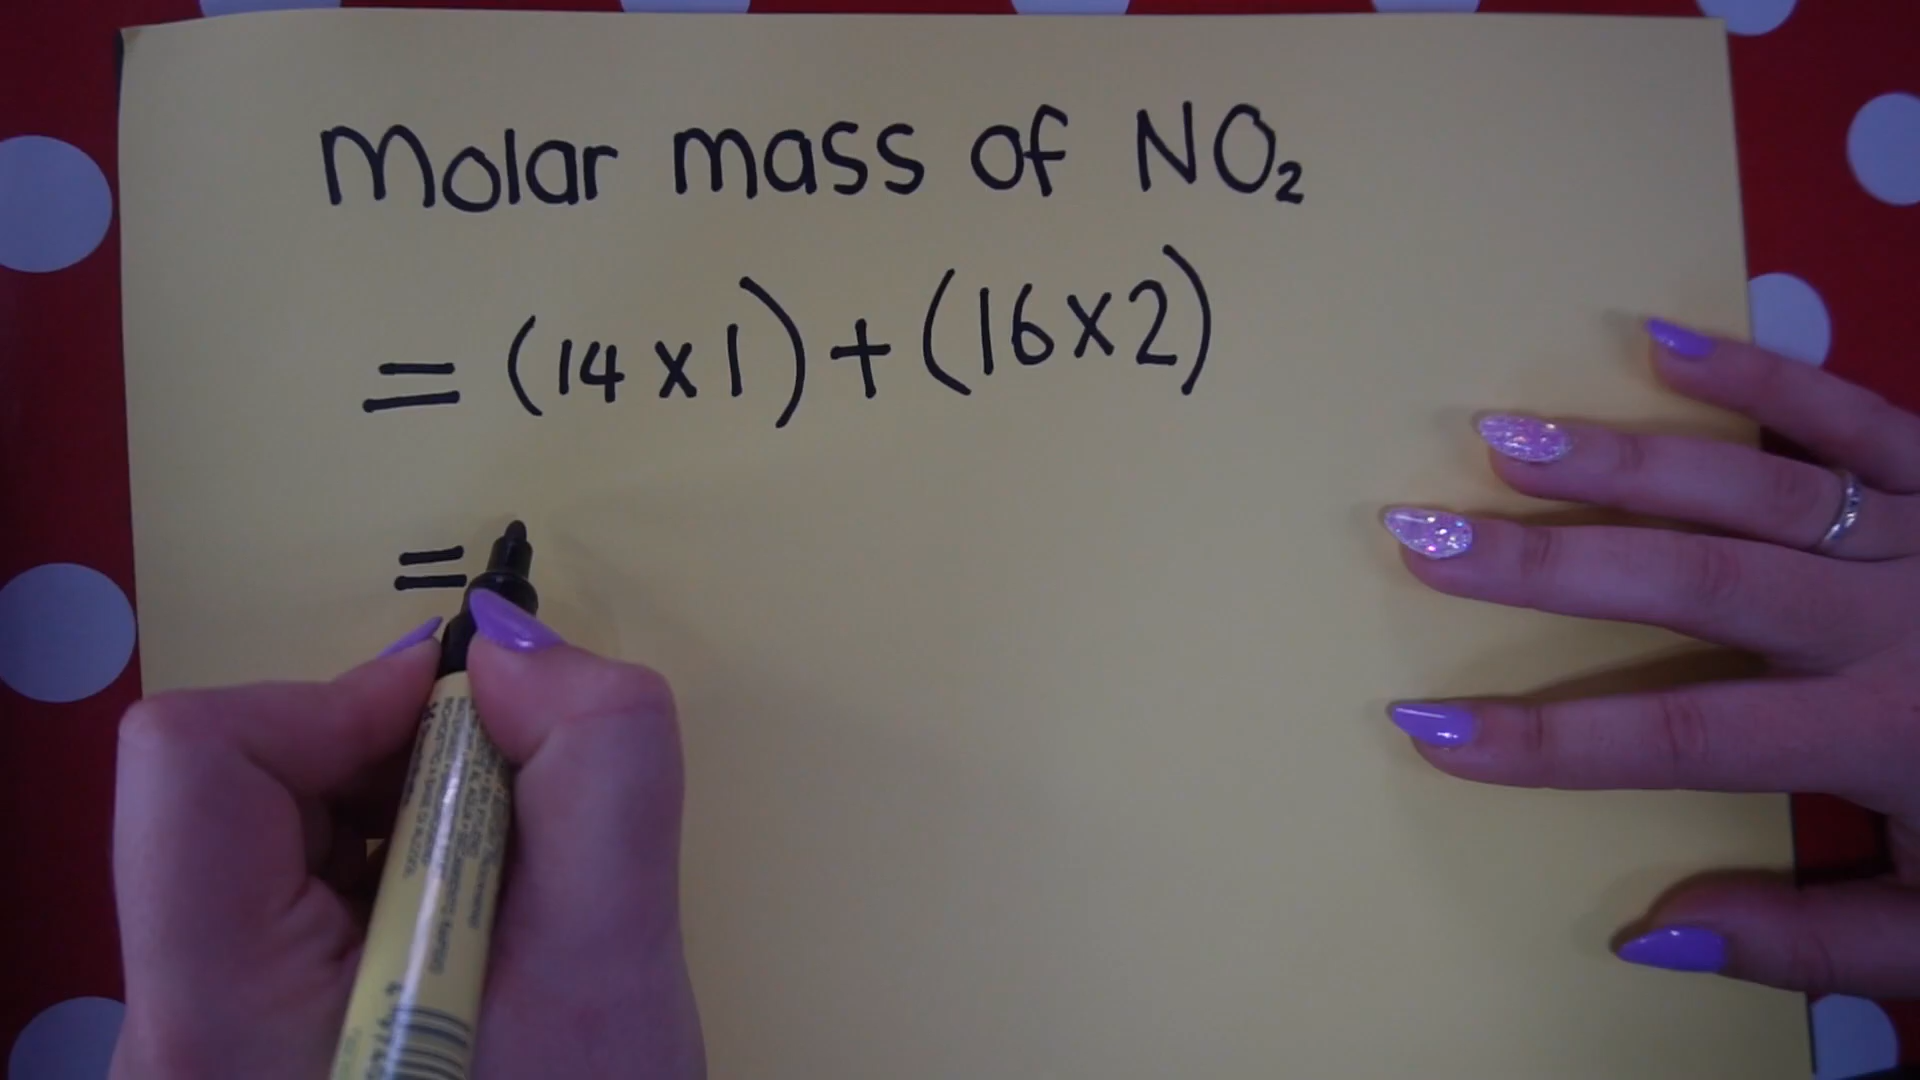 Molar mass of NO₂
= (14 x 1) + (16 x 2)
=